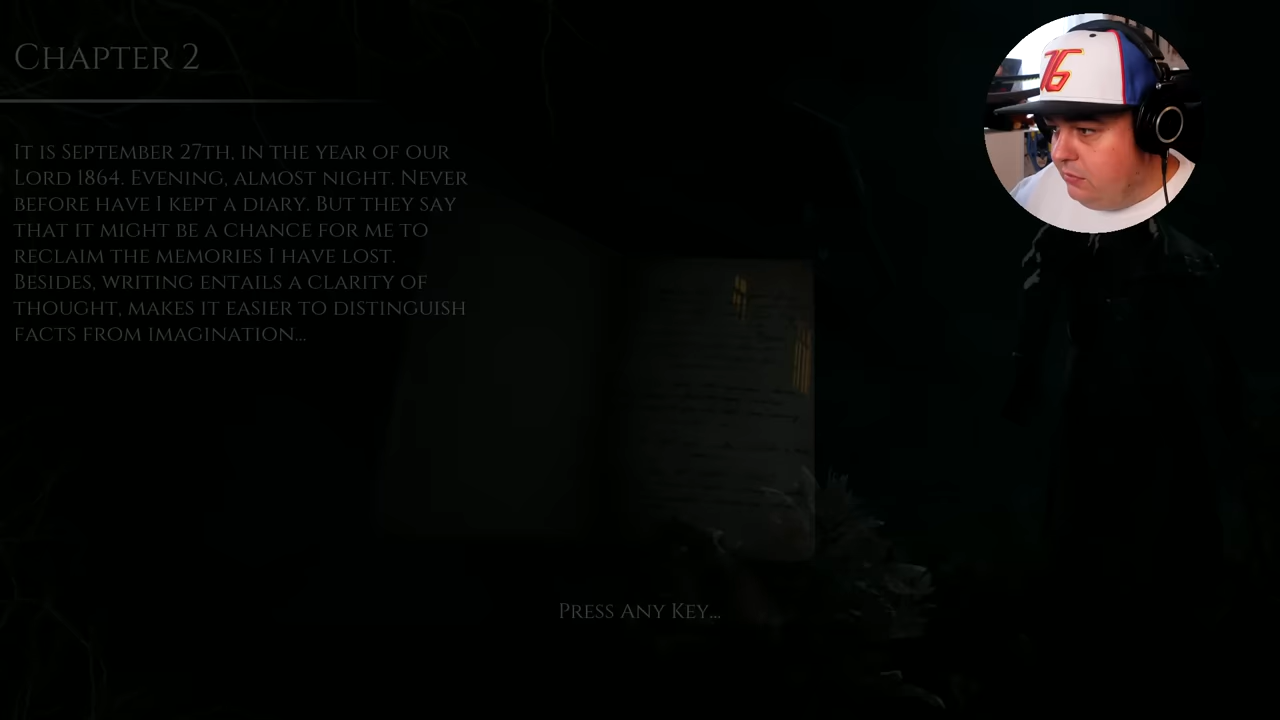 Chapter 2
It is September 27th, in the year of our
Lord 1864. Evening, almost night. Never
before have I kept a diary. But they say
that it might be a chance for me to
reclaim the memories I have lost.
Besides, writing entails a clarity of
thought, makes it easier to distinguish
facts from imagination...
Press Any Key...
76